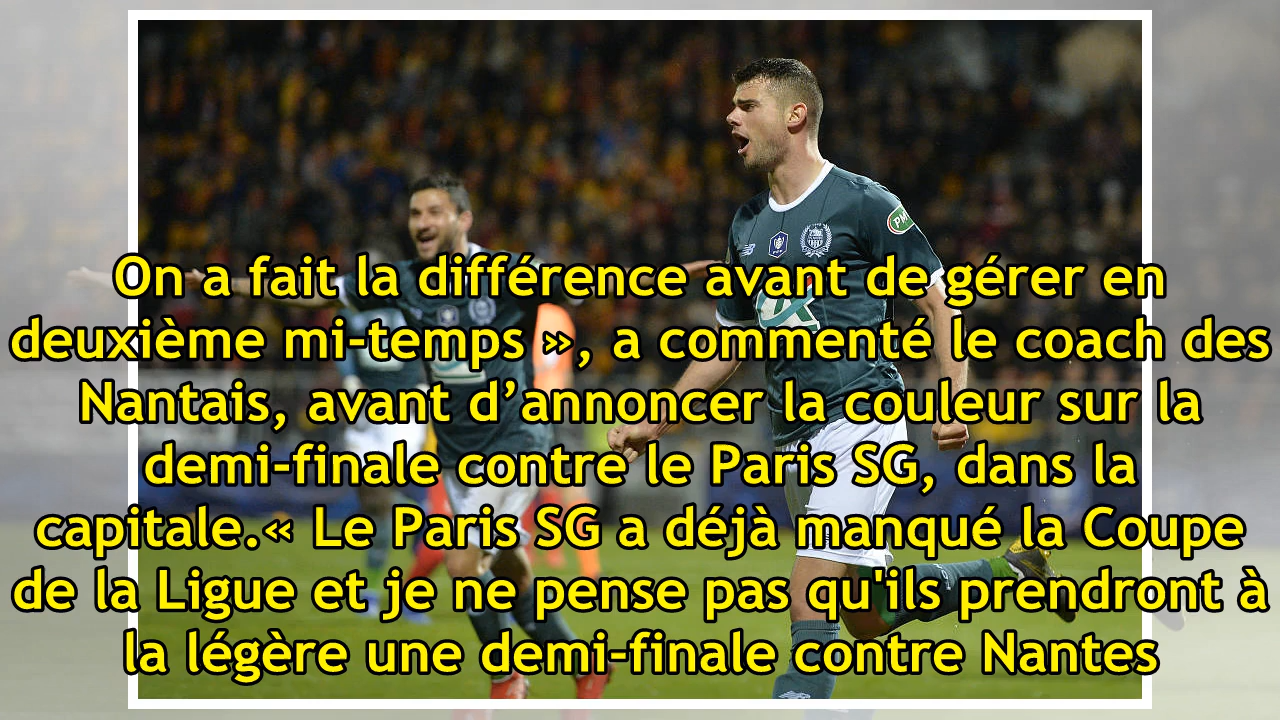 On a fait la différence avant de gérer en
deuxième mi-temps », a commenté le coach des
Nantais, avant d’annoncer la couleur sur la
demi-finale contre le Paris SG, dans la
capitale.« Le Paris SG a déjà manqué la Coupe
de la Ligue et je ne pense pas qu'ils prendront à
la légère une demi-finale contre Nantes